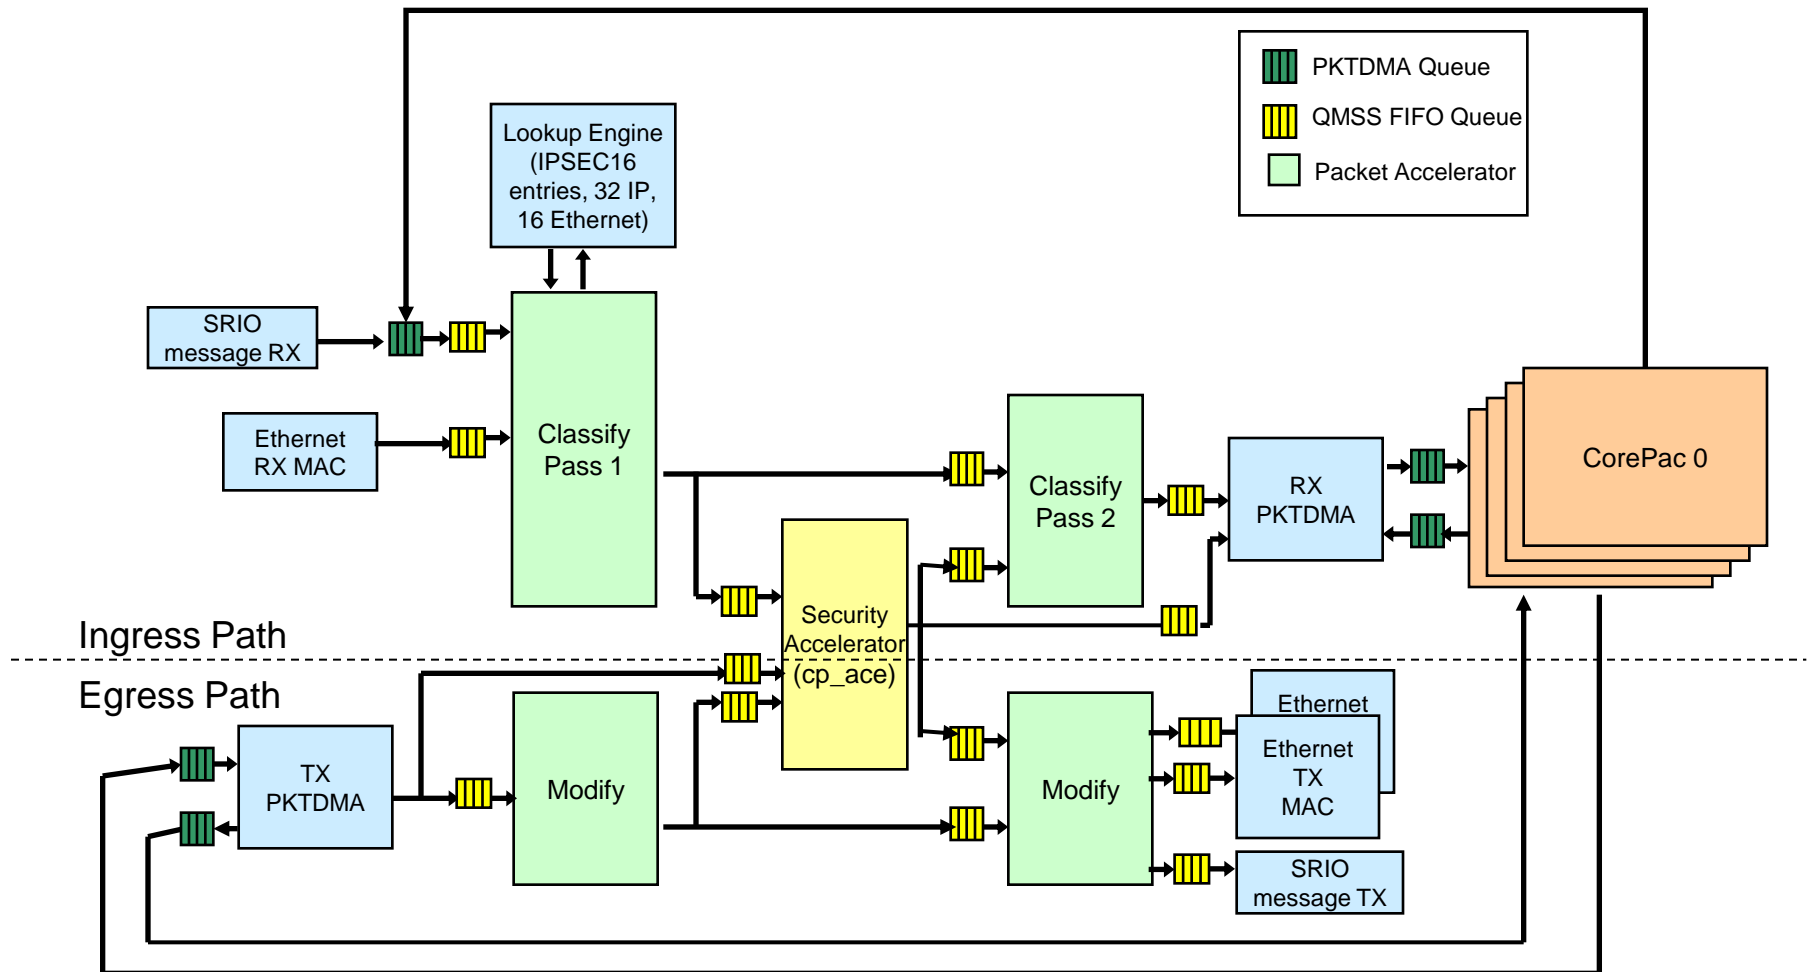 PKTDMA Queue
QMSS FIFO Queue
Packet Accelerator
Lookup Engine
(IPSEC16
entries, 32 IP,
16 Ethernet)
SRIO
message RX
Ethernet
RX MAC
Classify
Pass 1
Classify
Pass 2
RX
PKTDMA
CorePac 0
Security
Accelerator
(cp_ace)
Ingress Path
Egress Path
TX
PKTDMA
Modify
Modify
Ethernet
Ethernet
TX
MAC
SRIO
message TX